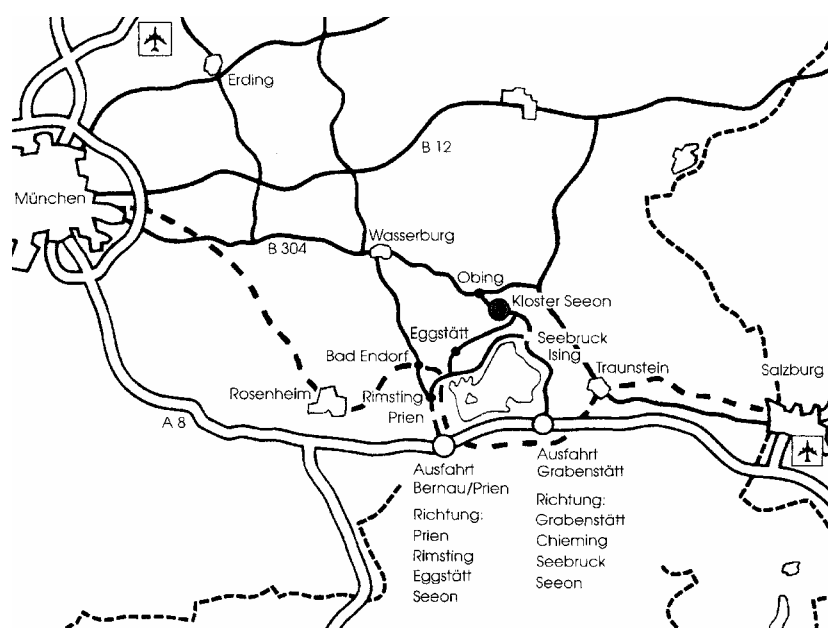 Erding
B 12
München
Wasserburg
B 304
Obing
Kloster Seeon
Eggstätt
Seebruck
Ising
Bad Endorf
Traunstein
Salzburg
Rosenheim
Rimsting
Prien
A 8
Ausfahrt
Bernau/Prien
Richtung:
Prien
Rimsting
Eggstätt
Seeon
Ausfahrt
Grabenstätt
Richtung:
Grabenstätt
Chieming
Seebruck
Seeon